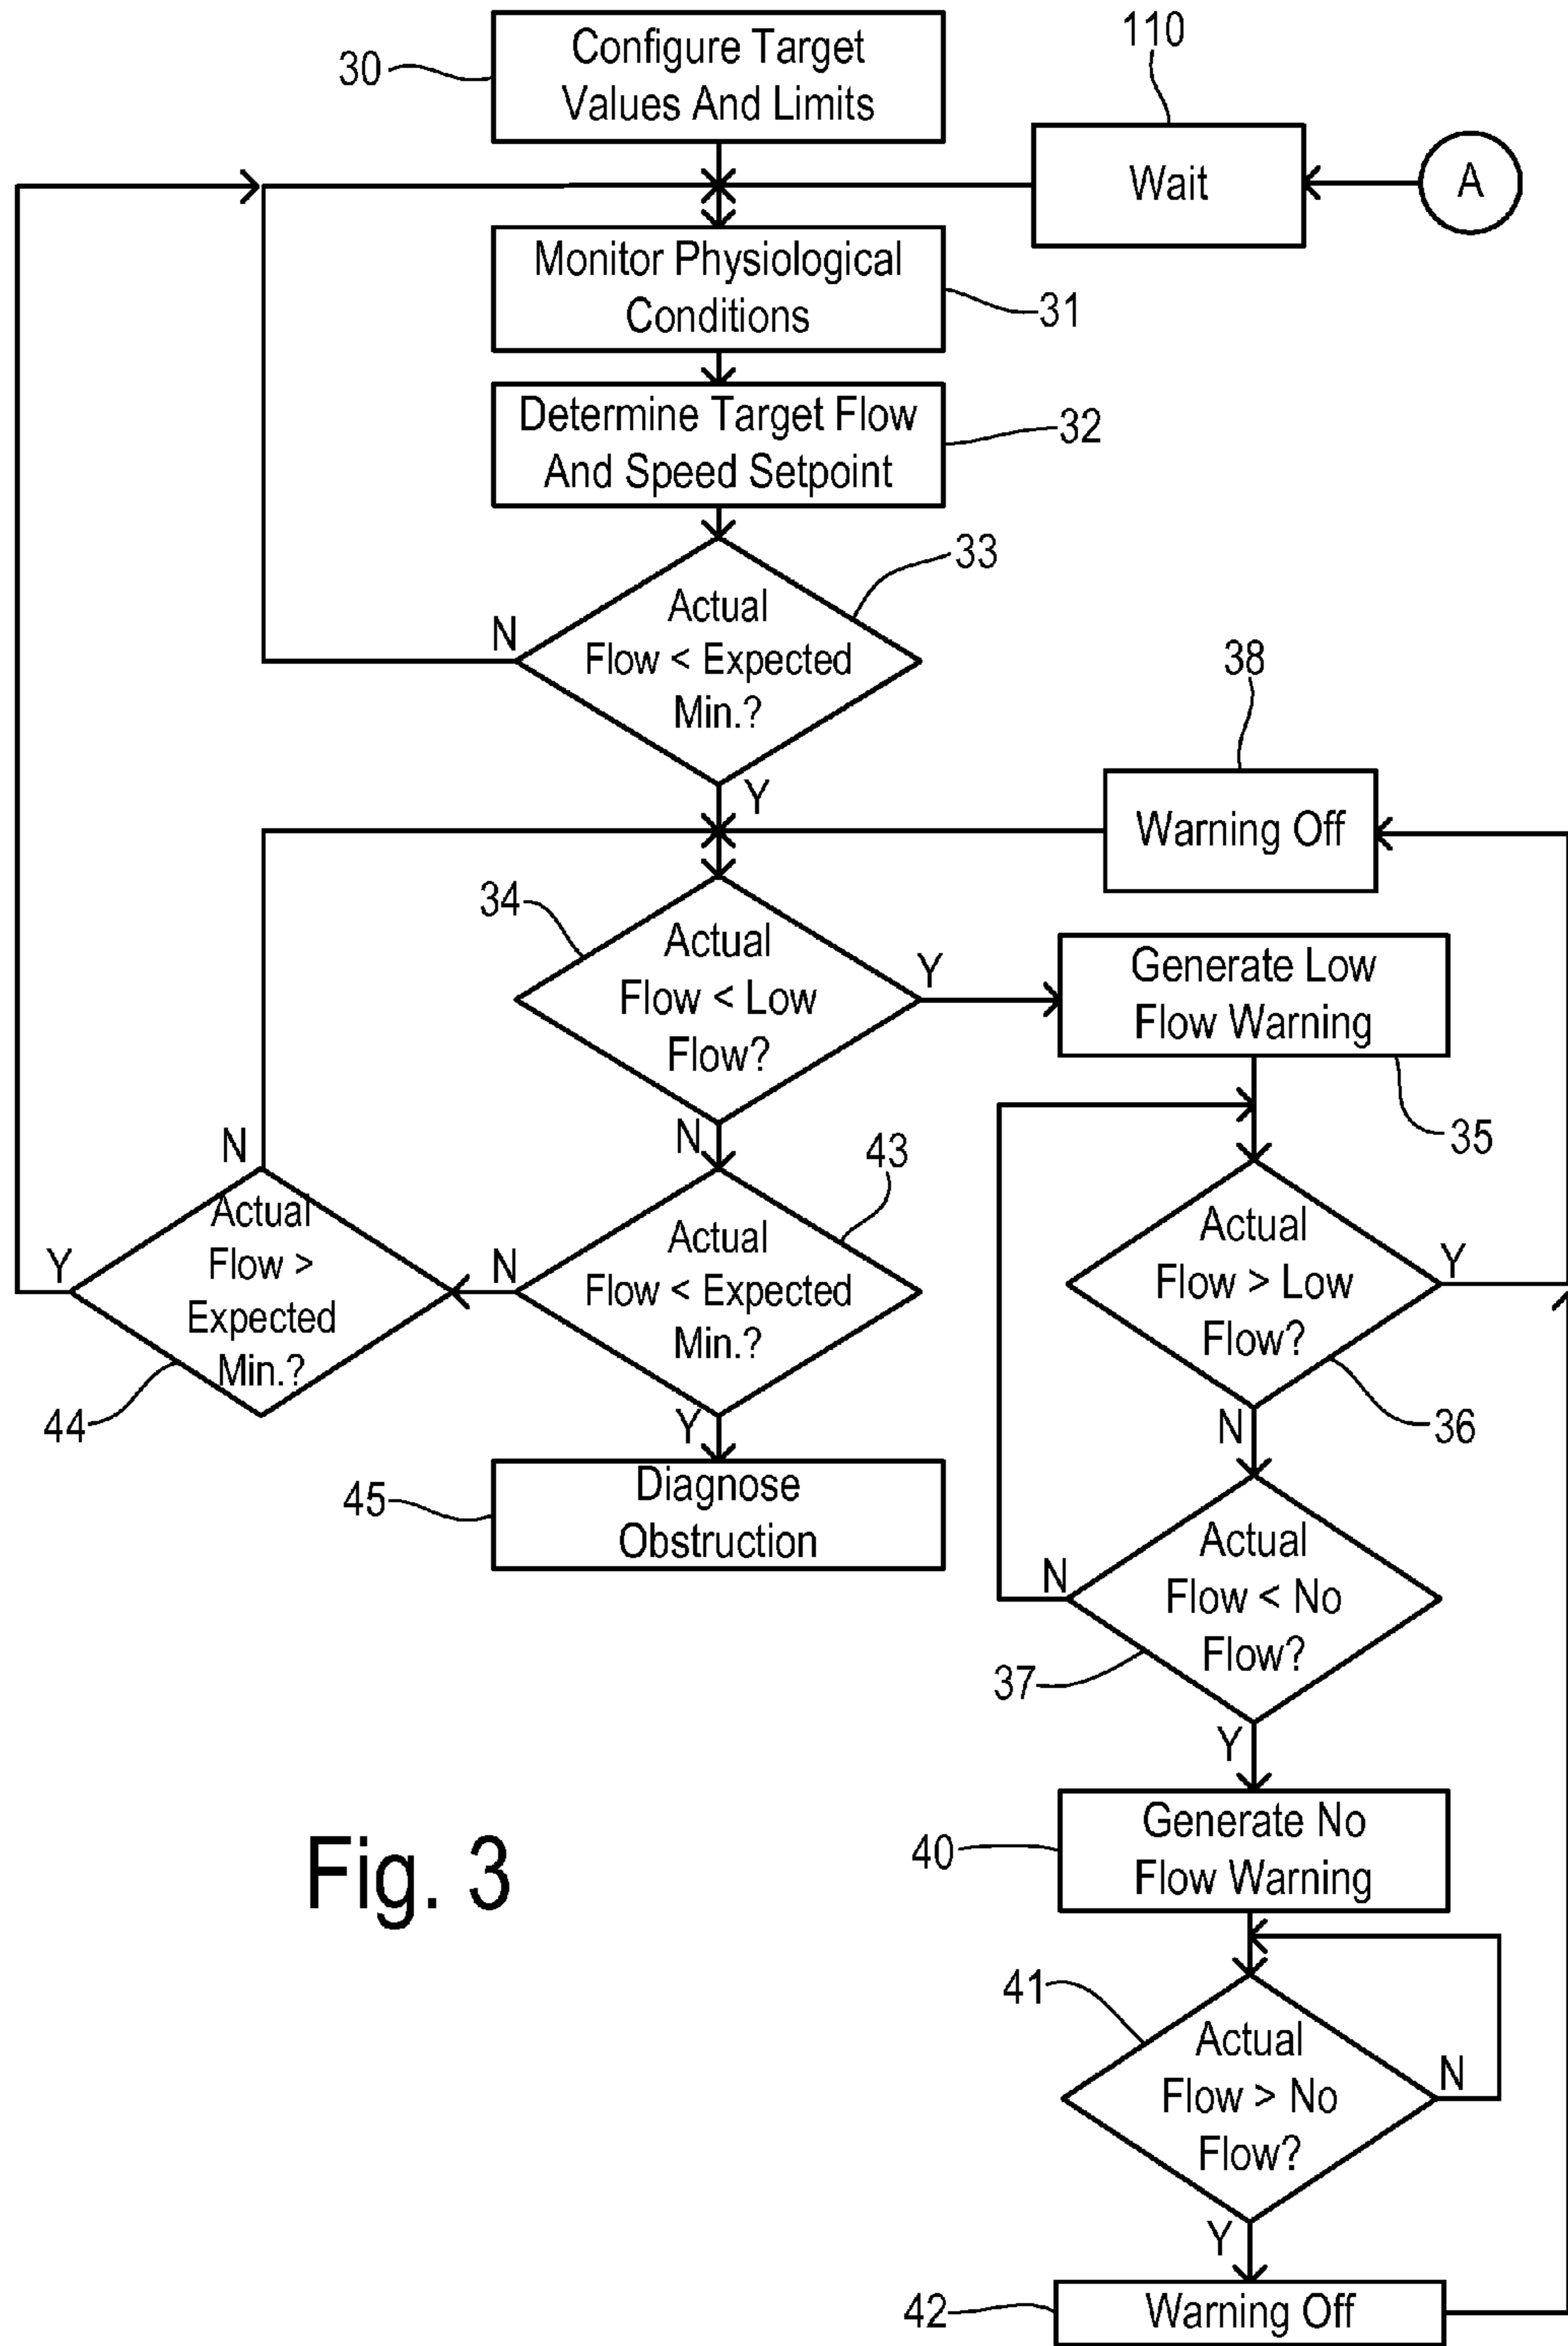 Configure Target
Values And Limits
30
110
Wait
A
Monitor Physiological
Conditions
31
Determine Target Flow
And Speed Setpoint
32
33
Actual
Flow < Expected
Min.?
N
Y
38
Warning Off
34
Actual
Flow < Low
Flow?
Y
N
Generate Low
Flow Warning
35
43
Actual
Flow < Expected
Min.?
N
Y
N
Actual
Flow >
Expected
Min.?
Y
44
Actual
Flow > Low
Flow?
Y
N
36
45
Diagnose
Obstruction
Actual
Flow < No
Flow?
N
37
Y
Generate No
Flow Warning
40
Fig. 3
41
Actual
Flow > No
Flow?
N
Y
42
Warning Off